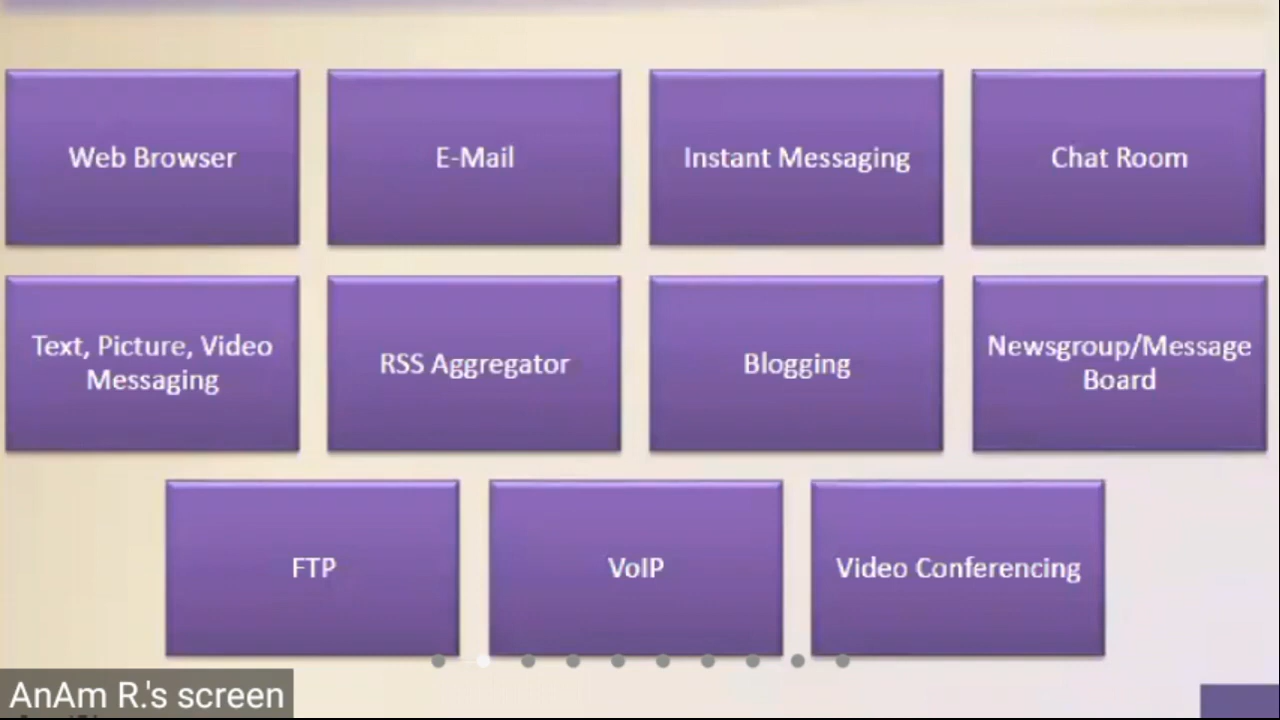 Web Browser
E-Mail
Instant Messaging
Chat Room
Text, Picture, Video
Messaging
RSS Aggregator
Blogging
Newsgroup/Message
Board
FTP
VoIP
Video Conferencing
AnAm R.'s screen